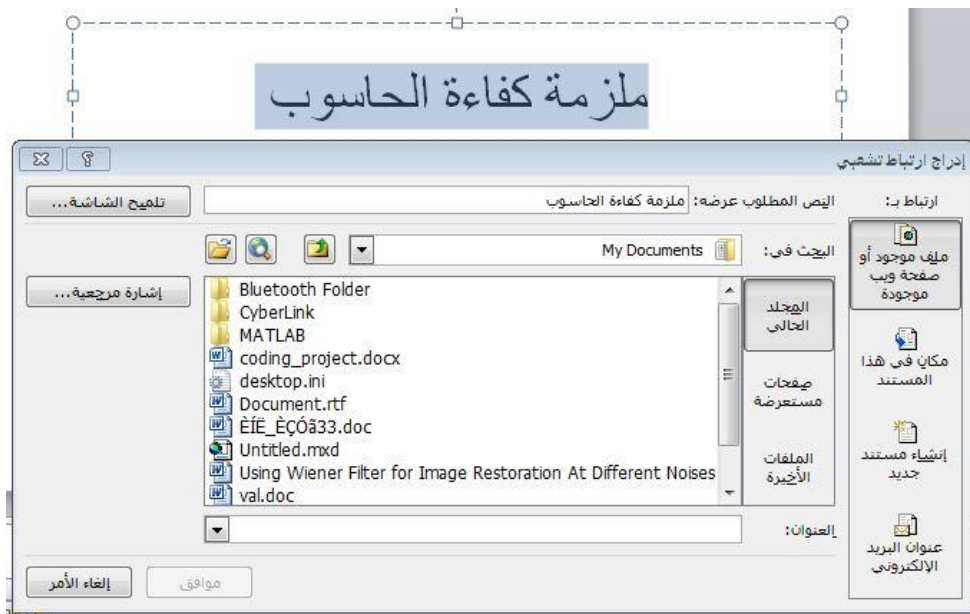 ملزمة كفاءة الحاسوب
إدراج ارتباط تشعبي
ارتباط بـ:
النص المطلوب عرضه: ملزمة كفاءة الحاسوب
تلميح الشاشة...
ملف موجود أو
صفحة ويب
موجودة
البحث في:
My Documents
مكان في هذا
المستند
إنشاء مستند
جديد
عنوان البريد
الإلكتروني
المجلد
الحالي
صفحات
مستعرضة
الملفات
الأخيرة
Bluetooth Folder
CyberLink
MATLAB
coding_project.docx
desktop.ini
Document.rtf
ÈÍË_ÈÇÓã33.doc
Untitled.mxd
Using Wiener Filter for Image Restoration At Different Noises
val.doc
إشارة مرجعية...
العنوان:
موافق
إلغاء الأمر